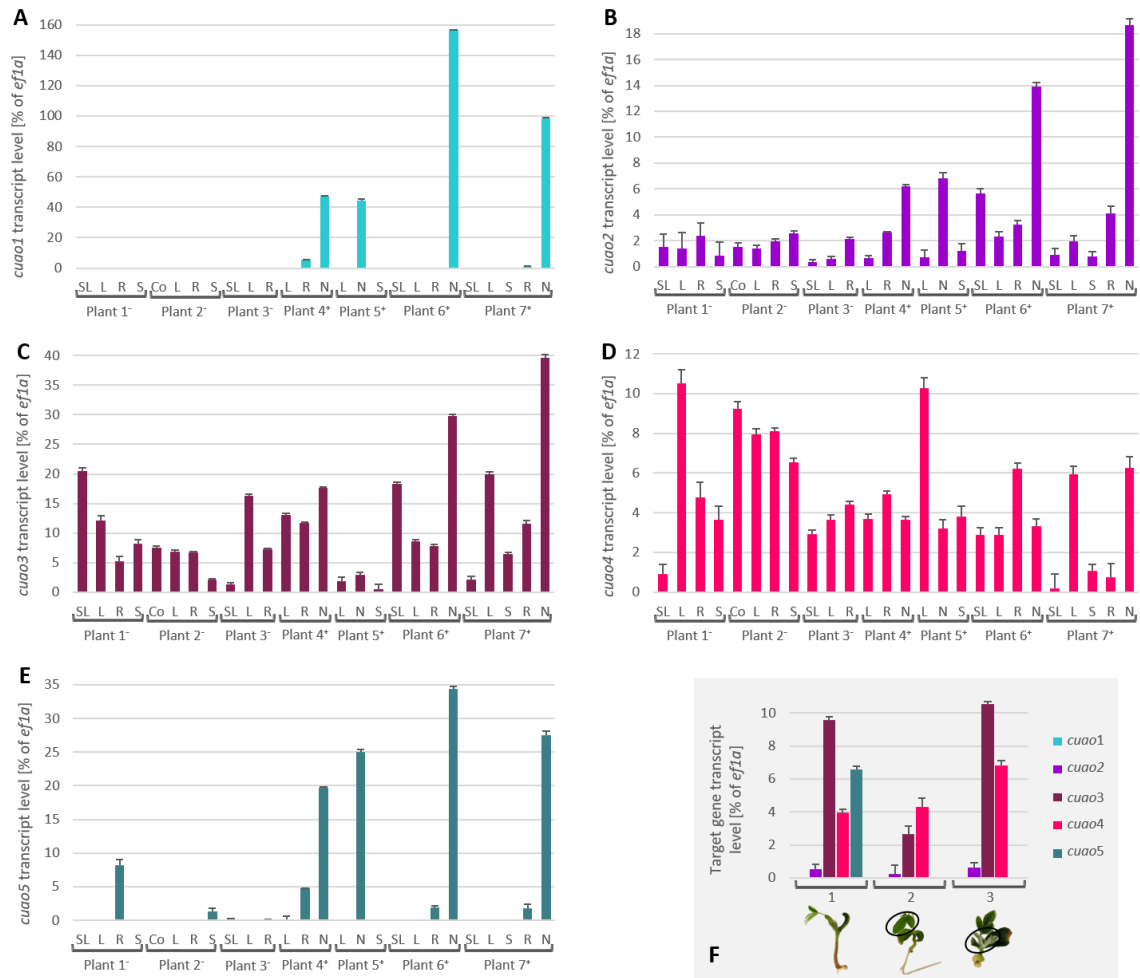 A
cuao1 transcript level [% of ef1a]
160
140
120
100
80
60
40
20
0
SL L R S Co L R S SL L R L R N L N S SL L R N SL L S R N
Plant 1⁻ Plant 2⁻ Plant 3⁻ Plant 4⁺ Plant 5⁺ Plant 6⁺ Plant 7⁺
B
cuao2 transcript level [% of ef1a]
18
16
14
12
10
8
6
4
2
0
SL L R S Co L R S SL L R L R N L N S SL L R N SL L S R N
Plant 1⁻ Plant 2⁻ Plant 3⁻ Plant 4⁺ Plant 5⁺ Plant 6⁺ Plant 7⁺
C
cuao3 transcript level [% of ef1a]
40
35
30
25
20
15
10
5
0
SL L R S Co L R S SL L R L R N L N S SL L R N SL L S R N
Plant 1⁻ Plant 2⁻ Plant 3⁻ Plant 4⁺ Plant 5⁺ Plant 6⁺ Plant 7⁺
D
cuao4 transcript level [% of ef1a]
12
10
8
6
4
2
0
SL L R S Co L R S SL L R L R N L N S SL L R N SL L S R N
Plant 1⁻ Plant 2⁻ Plant 3⁻ Plant 4⁺ Plant 5⁺ Plant 6⁺ Plant 7⁺
E
cuao5 transcript level [% of ef1a]
35
30
25
20
15
10
5
0
SL L R S Co L R S SL L R L R N L N S SL L R N SL L S R N
Plant 1⁻ Plant 2⁻ Plant 3⁻ Plant 4⁺ Plant 5⁺ Plant 6⁺ Plant 7⁺
Target gene transcript
level [% of ef1a]
10
8
6
4
2
0
1 2 3
cuao1
cuao2
cuao3
cuao4
cuao5
F